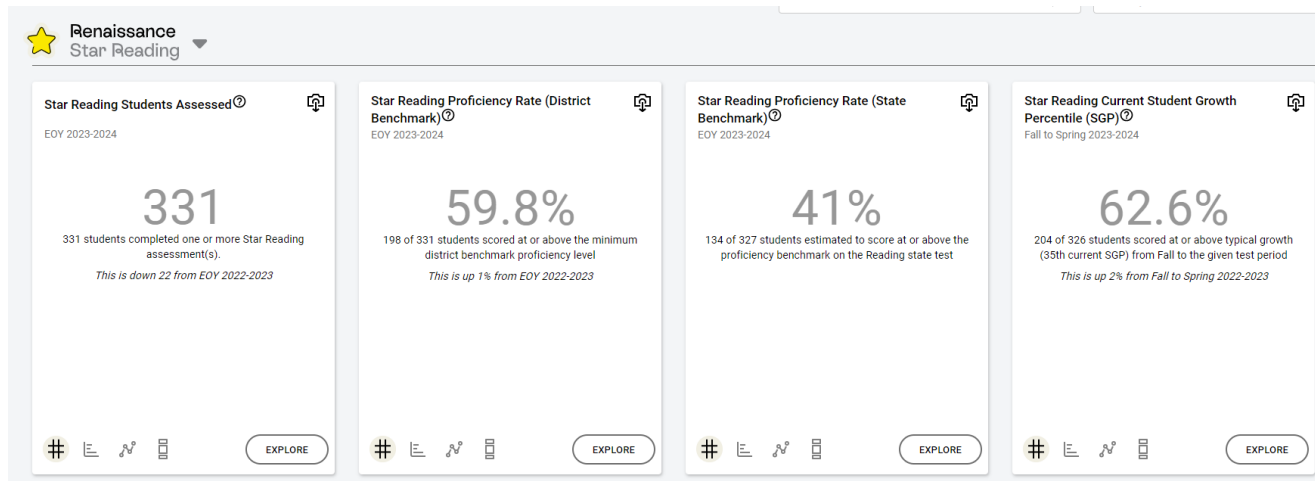 Renaissance
Star Reading
Star Reading Students Assessed?
EOY 2023-2024
331
331 students completed one or more Star Reading
assessment(s).
This is down 22 from EOY 2022-2023
EXPLORE
Star Reading Proficiency Rate (District
Benchmark)?
EOY 2023-2024
59.8%
198 of 331 students scored at or above the minimum
district benchmark proficiency level
This is up 1% from EOY 2022-2023
EXPLORE
Star Reading Proficiency Rate (State
Benchmark)?
EOY 2023-2024
41%
134 of 327 students estimated to score at or above the
proficiency benchmark on the Reading state test
EXPLORE
Star Reading Current Student Growth
Percentile (SGP)?
Fall to Spring 2023-2024
62.6%
204 of 326 students scored at or above typical growth
(35th current SGP) from Fall to the given test period
This is up 2% from Fall to Spring 2022-2023
EXPLORE